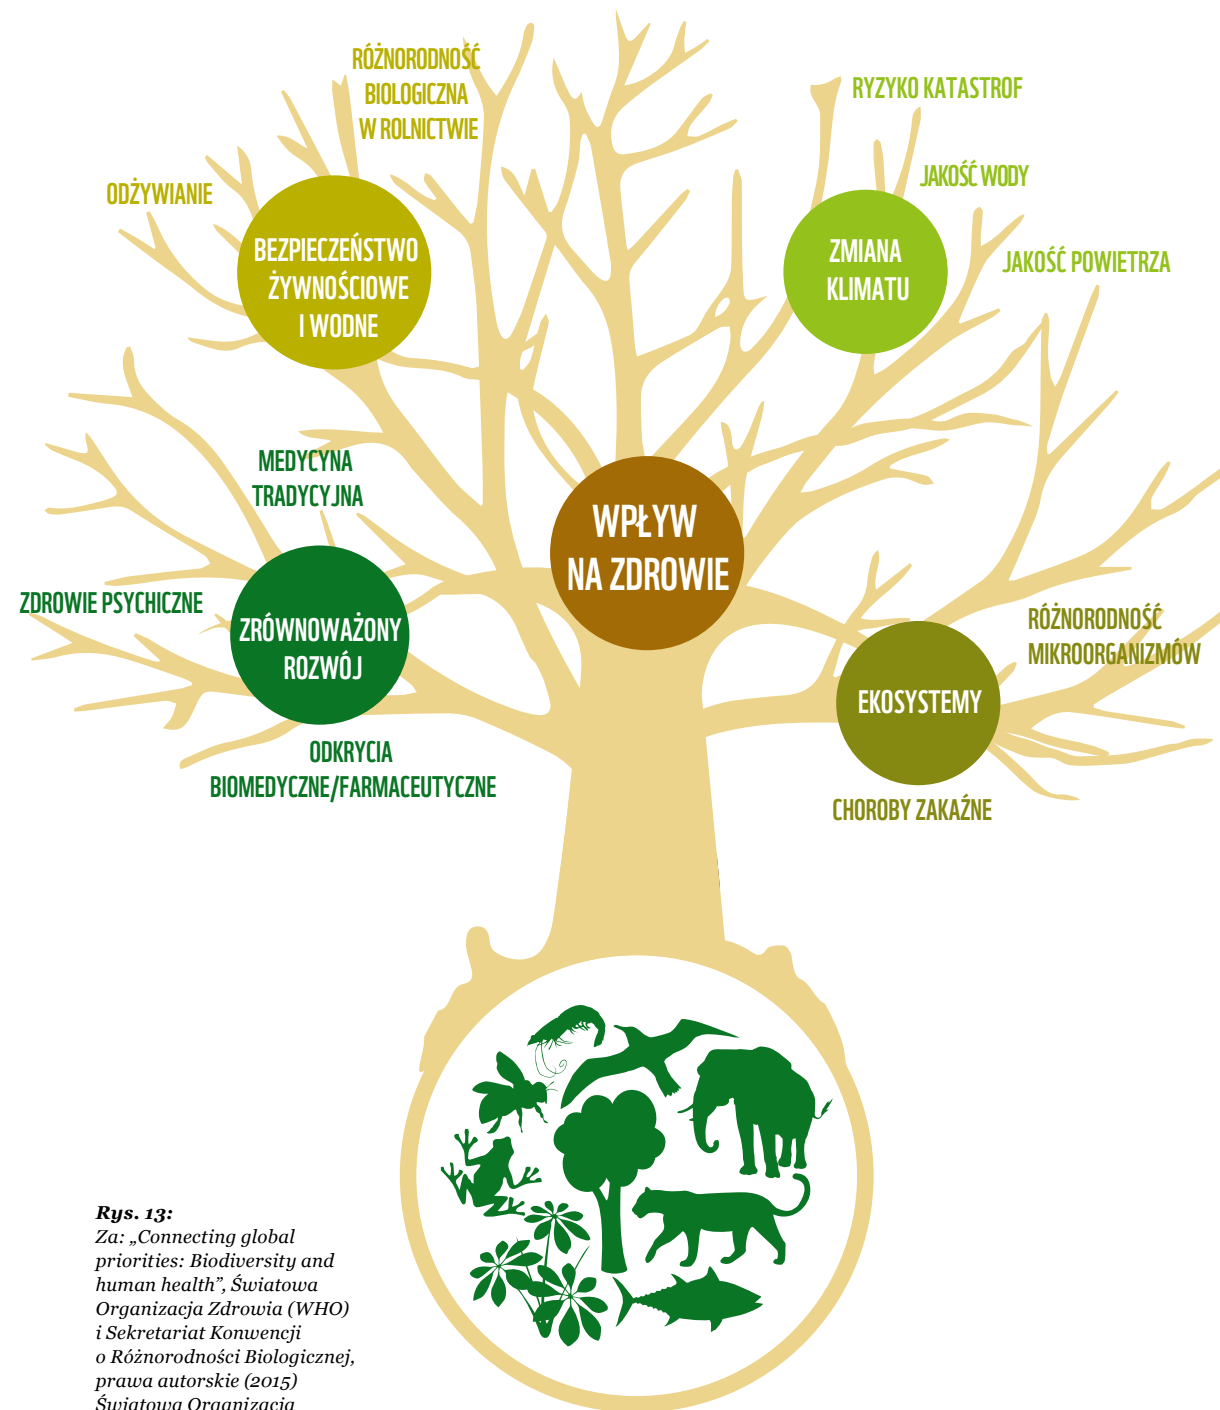 RÓŻNORODNOŚĆ
BIOLOGICZNA
W ROLNICTWIE
ODŻYWIANIE
BEZPIECZEŃSTWO
ŻYWNOŚCIOWE
I WODNE
RYZYKO KATASTROF
JAKOŚĆ WODY
JAKOŚĆ POWIETRZA
ZMIANA
KLIMATU
MEDYCYNA
TRADYCYJNA
ZDROWIE PSYCHICZNE
ZRÓWNOWAŻONY
ROZWÓJ
ODKRYCIA
BIOMEDYCZNE/FARMACEUTYCZNE
WPŁYW
NA ZDROWIE
RÓŻNORODNOŚĆ
MIKROORGANIZMÓW
EKOSYSTEMY
CHOROBY ZAKAŹNE
Rys. 13:
Za: „Connecting global
priorities: Biodiversity and
human health”, Światowa
Organizacja Zdrowia (WHO)
i Sekretariat Konwencji
o Różnorodności Biologicznej,
prawa autorskie (2015)
Światowa Organizacja